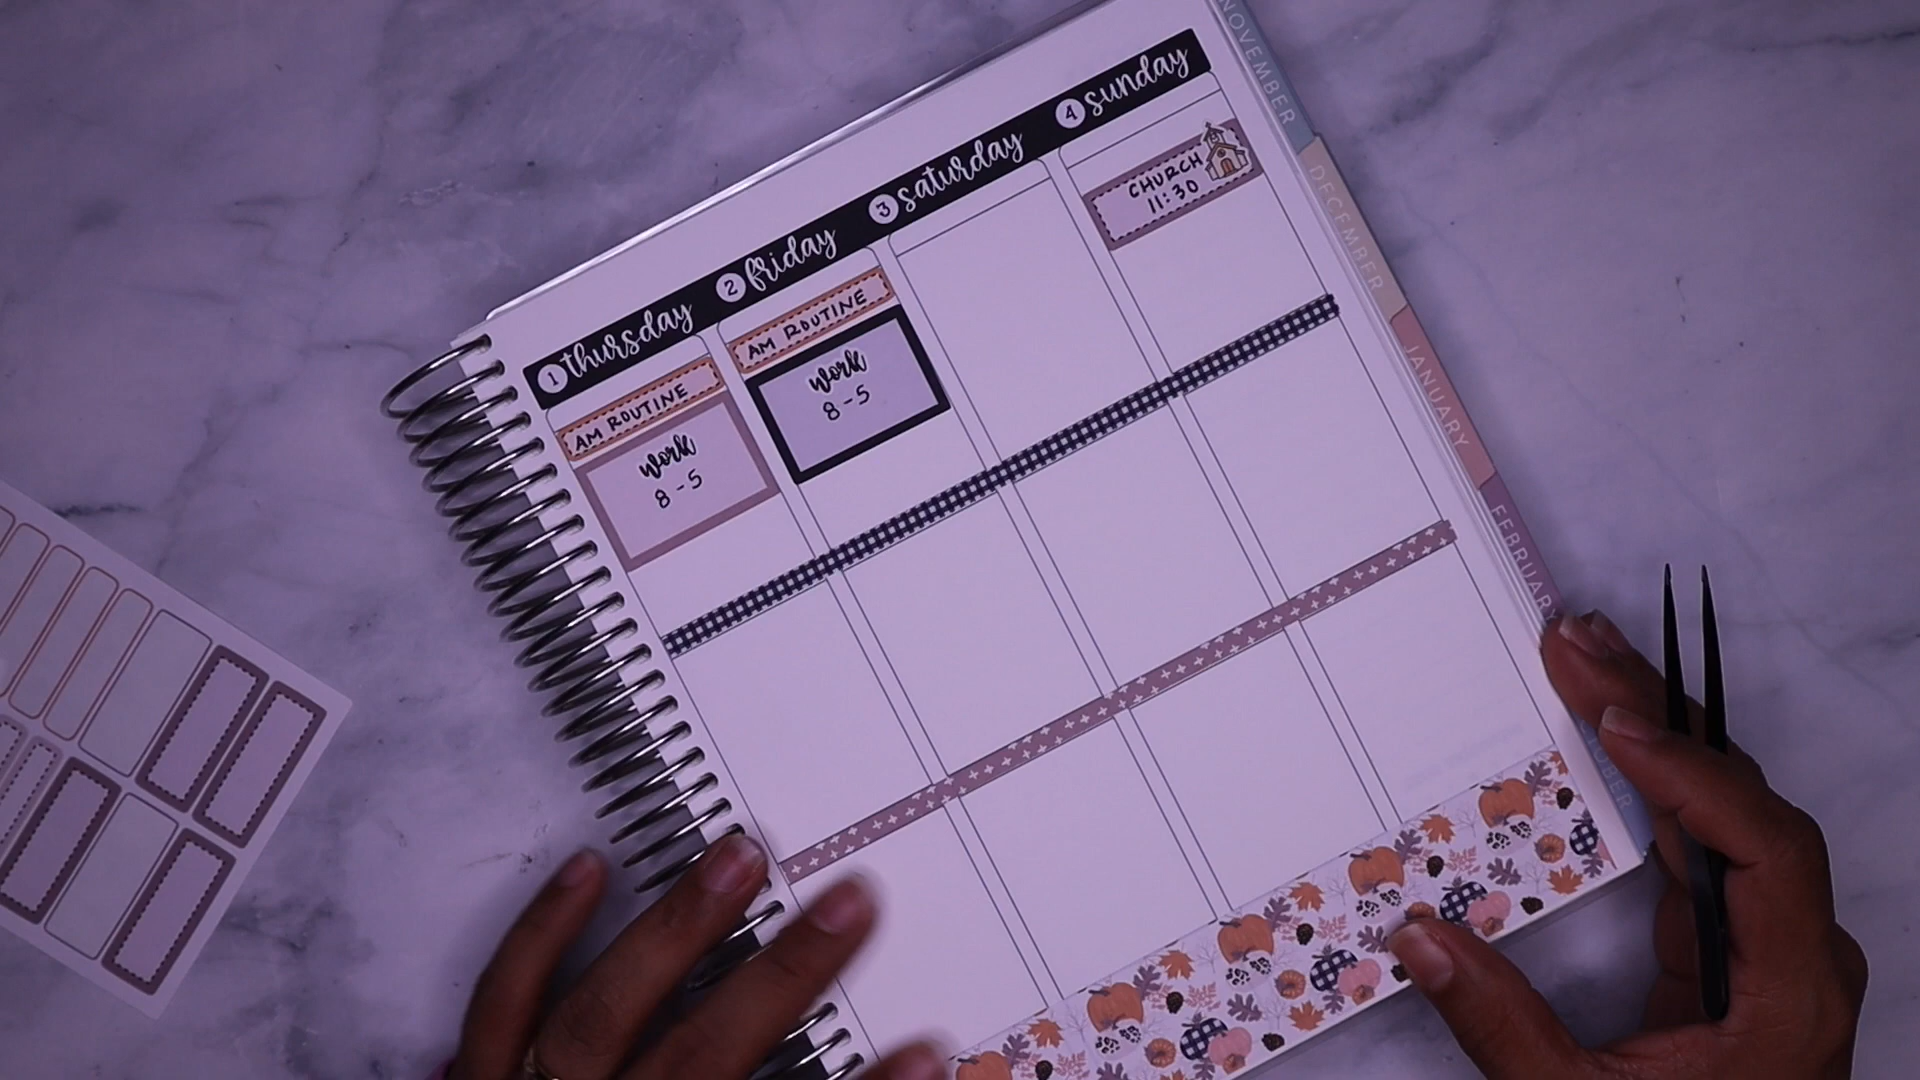 1 thursday
AM ROUTINE
work
8-5
2 friday
AM ROUTINE
work
8-5
3 saturday
4 sunday
CHURCH
11:30
NOVEMBER
DECEMBER
JANUARY
FEBRUARY